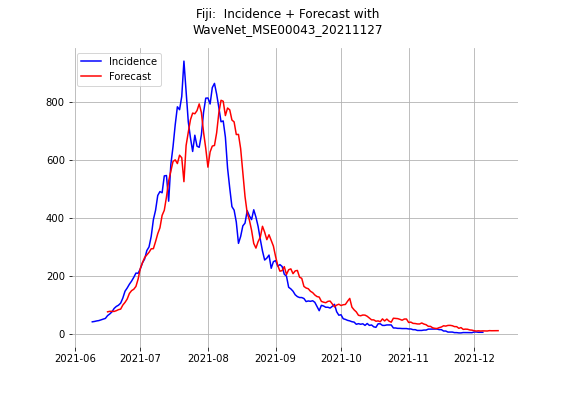 Fiji:  Incidence + Forecast with
WaveNet_MSE00043_20211127
Incidence
Forecast
800
600
400
200
0
2021-06 2021-07 2021-08 2021-09 2021-10 2021-11 2021-12